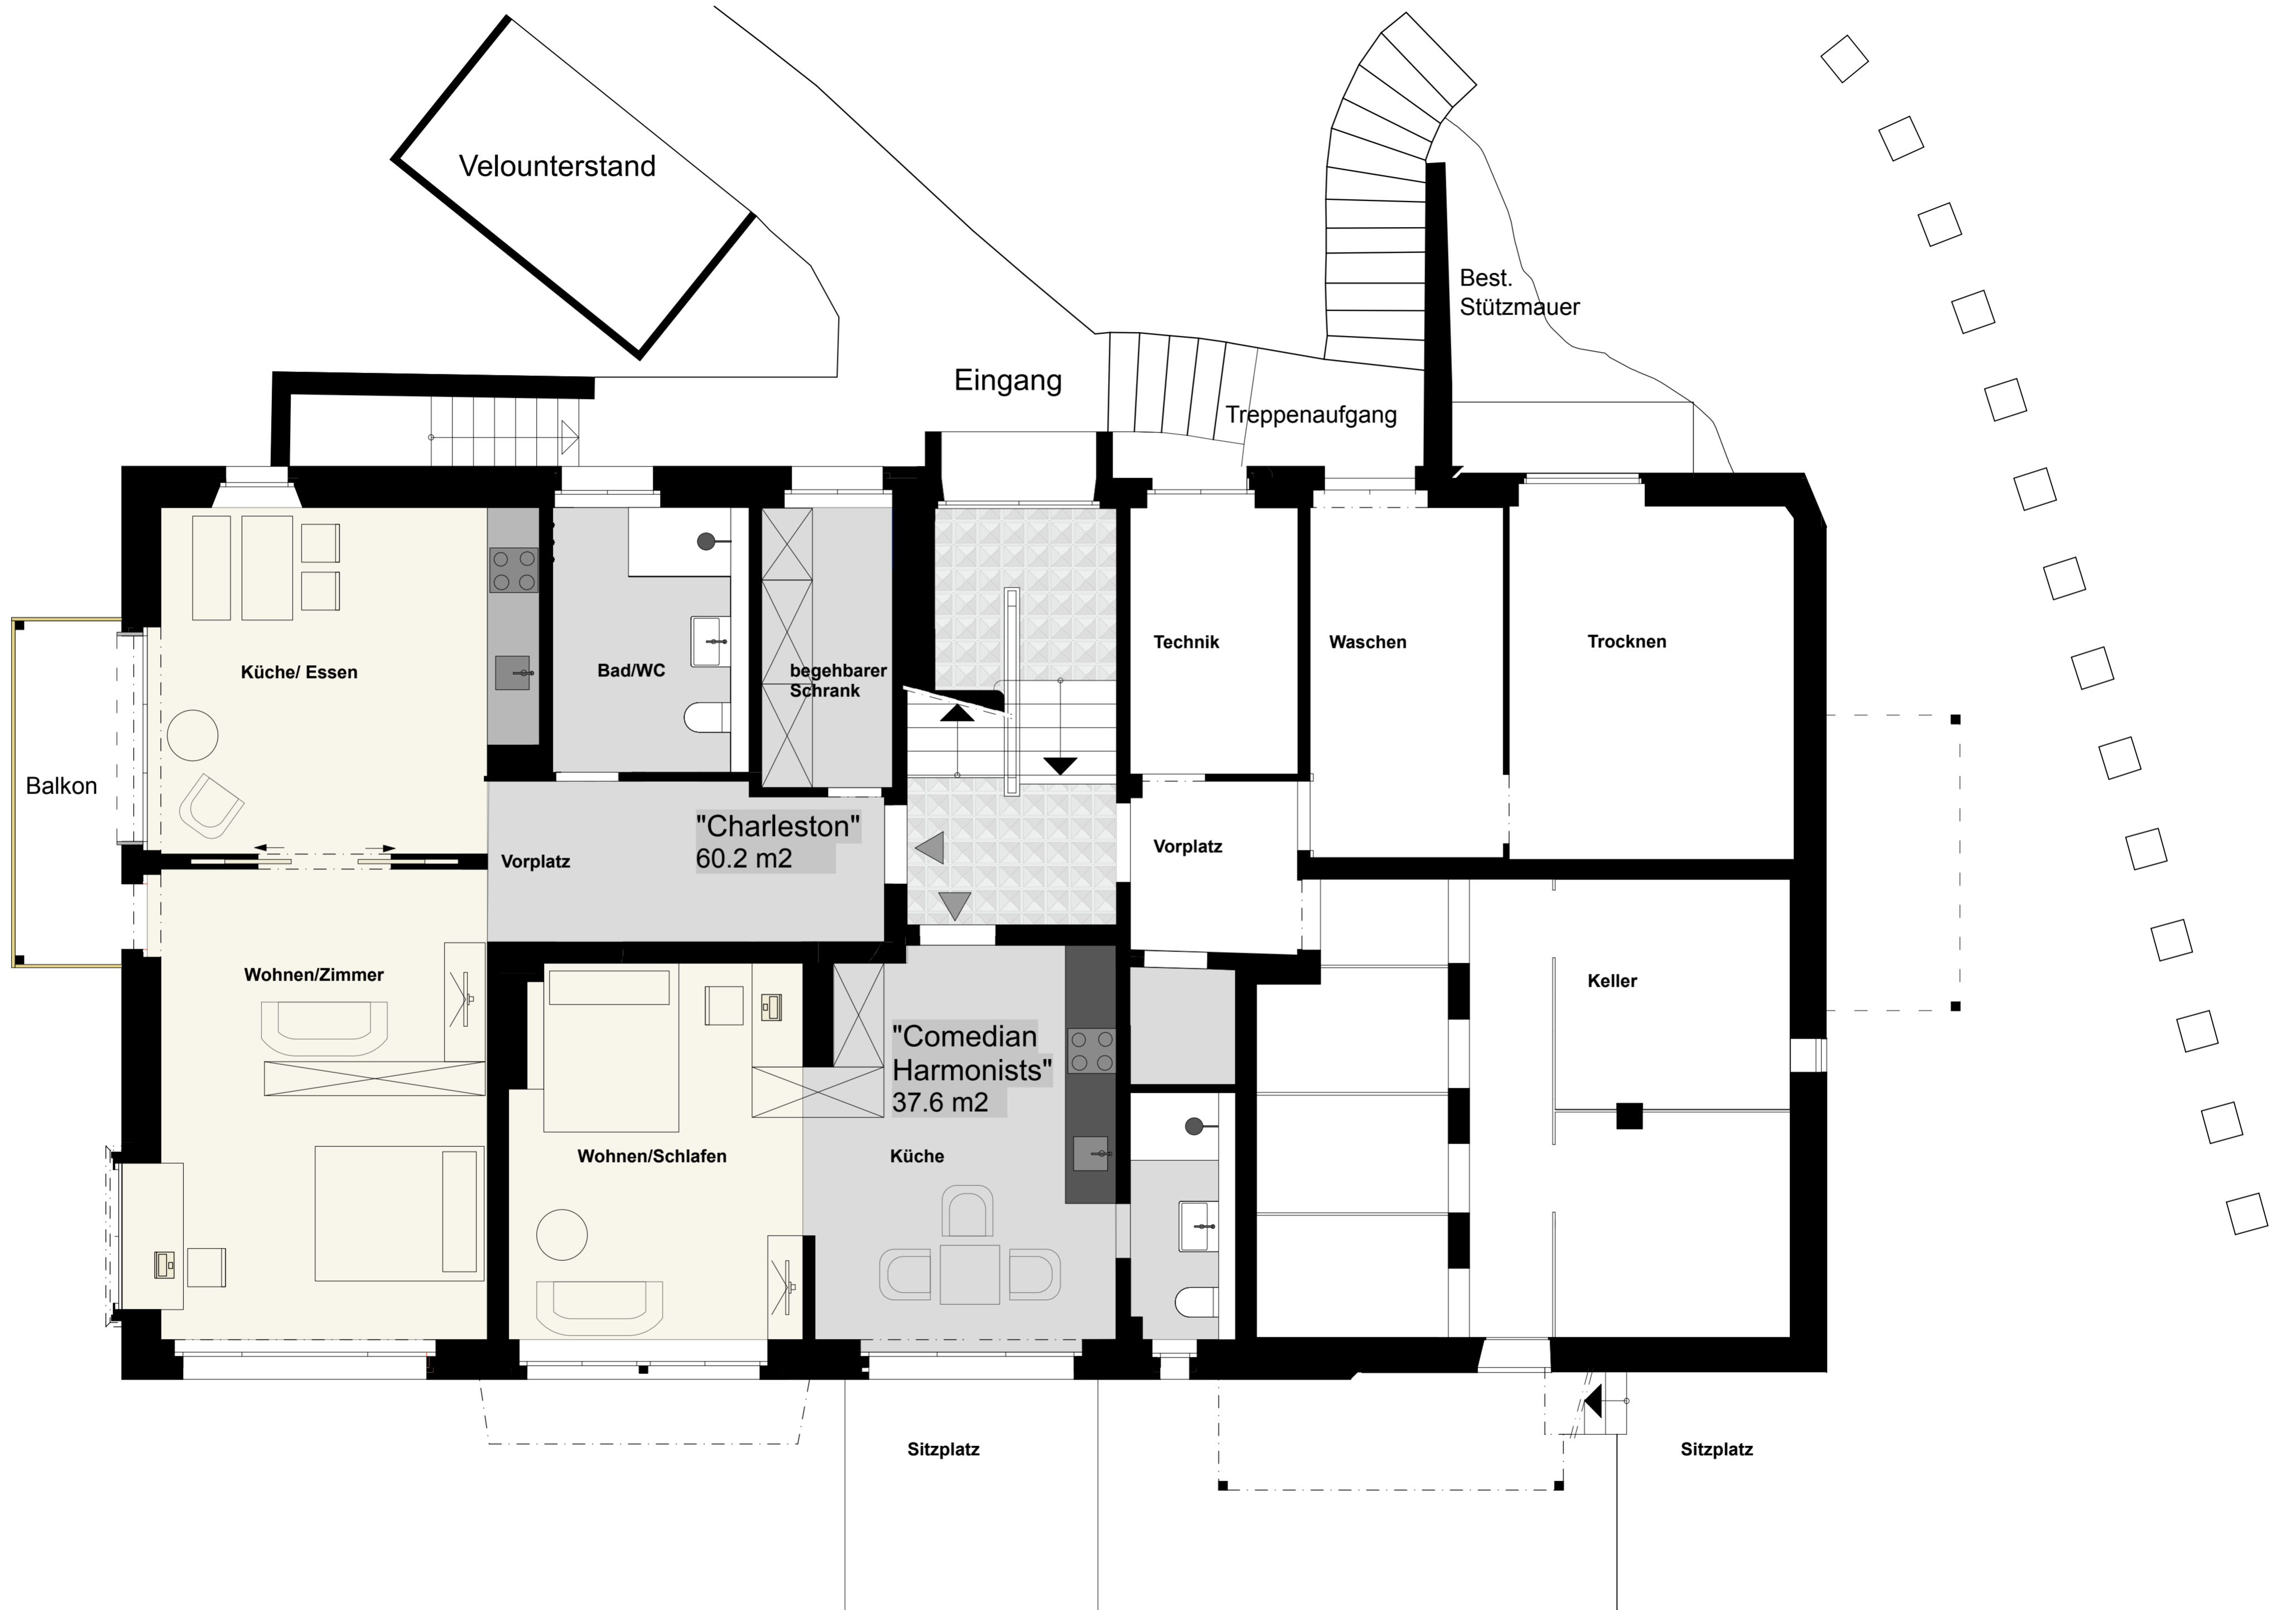 Velounterstand
Best.
Stützmauer
Eingang
Treppenaufgang
Technik
Waschen
Trocknen
Küche/ Essen
Bad/WC
begehbarer
Schrank
Balkon
"Charleston"
60.2 m2
Vorplatz
Vorplatz
Wohnen/Zimmer
Keller
"Comedian
Harmonists"
37.6 m2
Wohnen/Schlafen
Küche
Sitzplatz
Sitzplatz